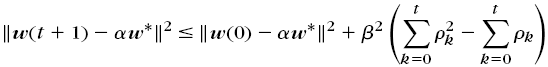 ‖w(t + 1) − αw*‖² ≤ ‖w(0) − αw*‖² + β² (∑_{k=0}^{t} ρ_k² − ∑_{k=0}^{t} ρ_k)